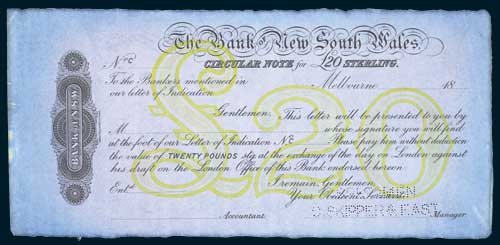 The Bank of New South Wales.
No.
CIRCULAR NOTE for £20 STERLING.
To the Bankers mentioned in
our letter of Indication
Melbourne 18
Gentlemen, This letter will be presented to you by
M whose signature you will find
at the foot of our Letter of Indication No. Please pay him without deduction
the value of TWENTY POUNDS stg at the exchange of the day on London against
his draft on the London Office of this Bank endorsed hereon.
I remain, Gentlemen,
Entd.
Your Obedient Servant
Accountant.
Manager.
BANK OF N.S.W.
£20
SKIPPER & EAST